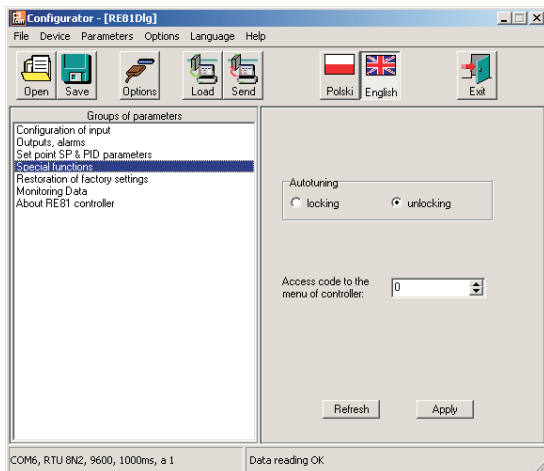 Configurator - [RE81Dlg]
File Device Parameters Options Language Help
Open Save Options Load Send Polski English Exit
Groups of parameters
Configuration of input
Outputs, alarms
Set point SP & PID parameters
Special functions
Restoration of factory settings
Monitoring Data
About RE81 controller
Autotuning
locking unlocking
Access code to the
menu of controller:
0
Refresh Apply
COM6, RTU 8N2, 9600, 1000ms, a 1 Data reading OK